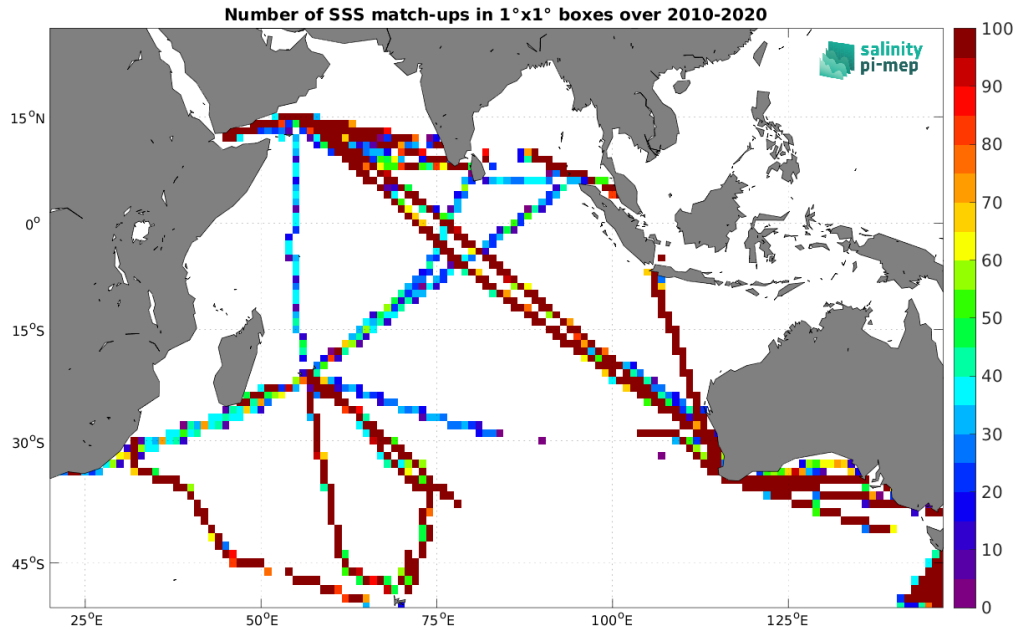 Number of SSS match-ups in 1°x1° boxes over 2010-2020
salinity
pi-mep
100
90
80
70
60
50
40
30
20
10
0
15°N
0°
15°S
30°S
45°S
25°E
50°E
75°E
100°E
125°E